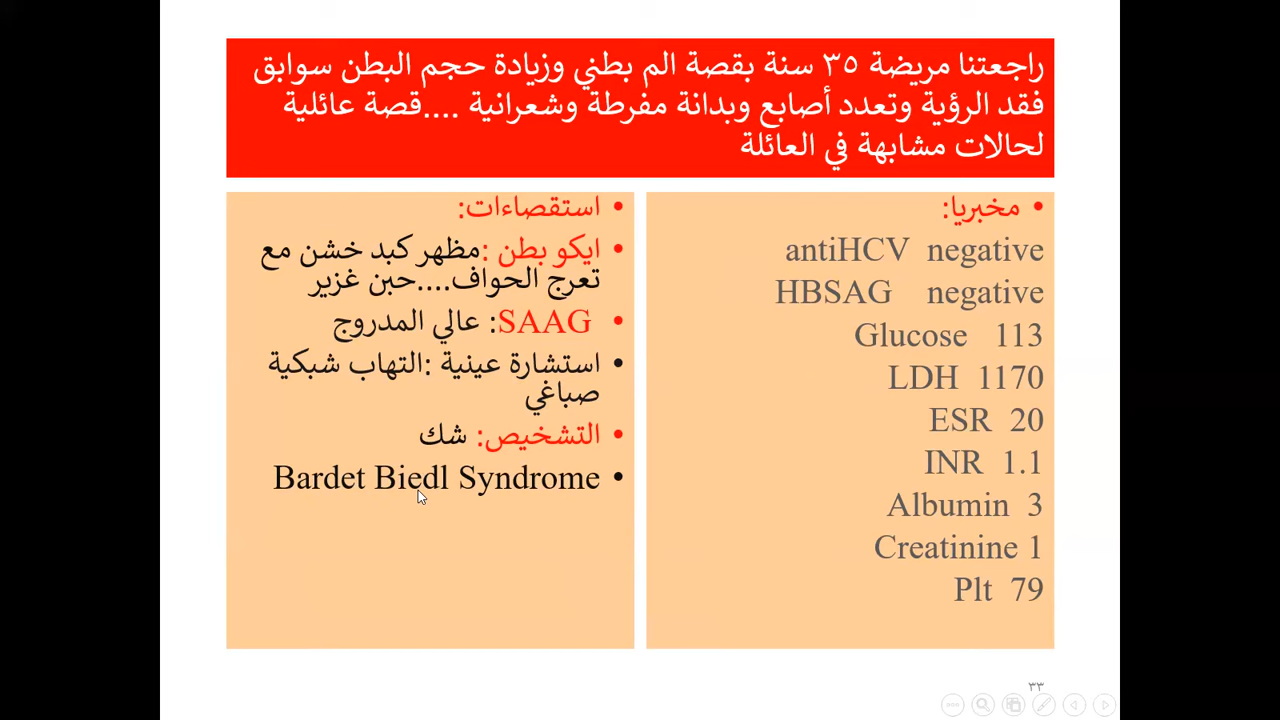 راجعتنا مريضة ٣٥ سنة بقصة الم بطني وزيادة حجم البطن سوابق
فقد الرؤية وتعدد أصابع وبدانة مفرطة وشعرانية ....قصة عائلية
لحالات مشابهة في العائلة
• مخبريا:
antiHCV negative
HBSAG negative
Glucose 113
LDH 1170
ESR 20
INR 1.1
Albumin 3
Creatinine 1
Plt 79
• استقصاءات:
• ايكو بطن :مظهر كبد خشن مع
تعرج الحواف....حبن غزير
• SAAG: عالي المدروج
• استشارة عينية :التهاب شبكية
صباغي
• التشخيص: شك
• Bardet Biedl Syndrome
٣٣